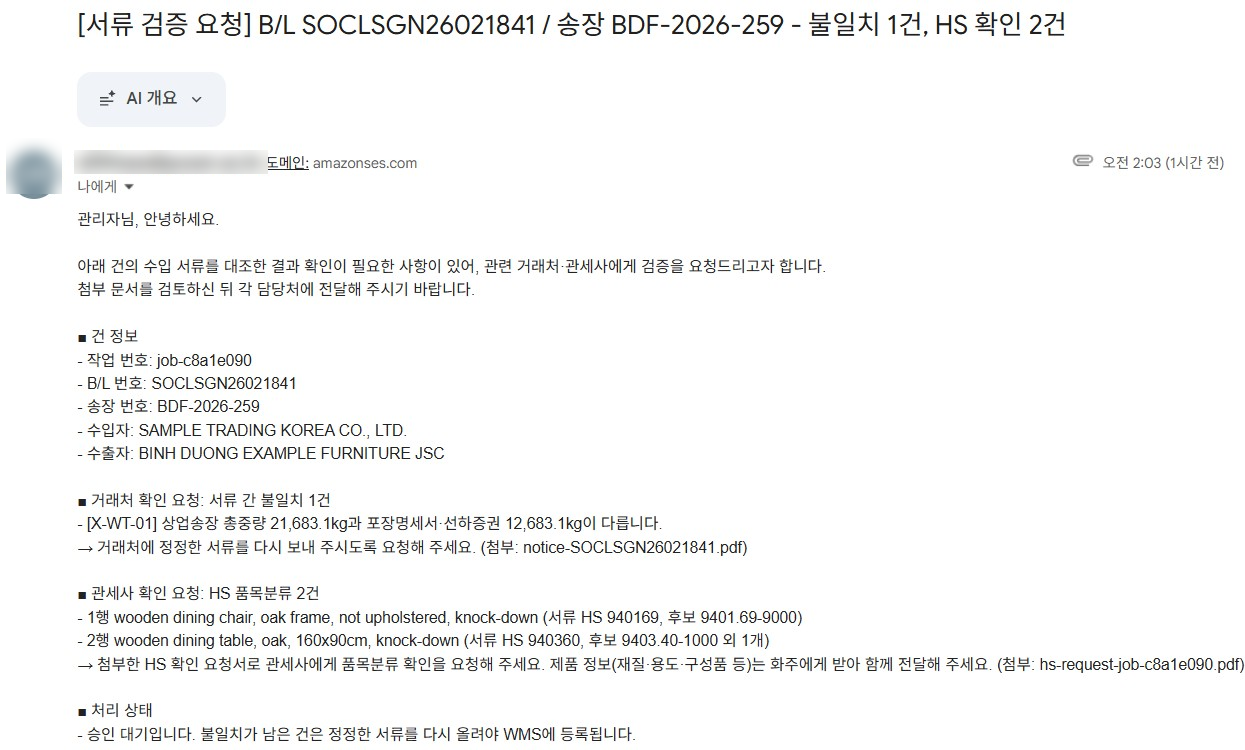 [서류 검증 요청] B/L SOCLSGN26021841 / 송장 BDF-2026-259 - 불일치 1건, HS 확인 2건
AI 개요
도메인: amazonses.com
오전 2:03 (1시간 전)
나에게
관리자님, 안녕하세요.
아래 건의 수입 서류를 대조한 결과 확인이 필요한 사항이 있어, 관련 거래처·관세사에게 검증을 요청드리고자 합니다.
첨부 문서를 검토하신 뒤 각 담당처에 전달해 주시기 바랍니다.
■ 건 정보
- 작업 번호: job-c8a1e090
- B/L 번호: SOCLSGN26021841
- 송장 번호: BDF-2026-259
- 수입자: SAMPLE TRADING KOREA CO., LTD.
- 수출자: BINH DUONG EXAMPLE FURNITURE JSC
■ 거래처 확인 요청: 서류 간 불일치 1건
- [X-WT-01] 상업송장 총중량 21,683.1kg과 포장명세서·선하증권 12,683.1kg이 다릅니다.
→ 거래처에 정정한 서류를 다시 보내 주시도록 요청해 주세요. (첨부: notice-SOCLSGN26021841.pdf)
■ 관세사 확인 요청: HS 품목분류 2건
- 1행 wooden dining chair, oak frame, not upholstered, knock-down (서류 HS 940169, 후보 9401.69-9000)
- 2행 wooden dining table, oak, 160x90cm, knock-down (서류 HS 940360, 후보 9403.40-1000 외 1개)
→ 첨부한 HS 확인 요청서로 관세사에게 품목분류 확인을 요청해 주세요. 제품 정보(재질·용도·구성품 등)는 화주에게 받아 함께 전달해 주세요. (첨부: hs-request-job-c8a1e090.pdf)
■ 처리 상태
- 승인 대기입니다. 불일치가 남은 건은 정정한 서류를 다시 올려야 WMS에 등록됩니다.